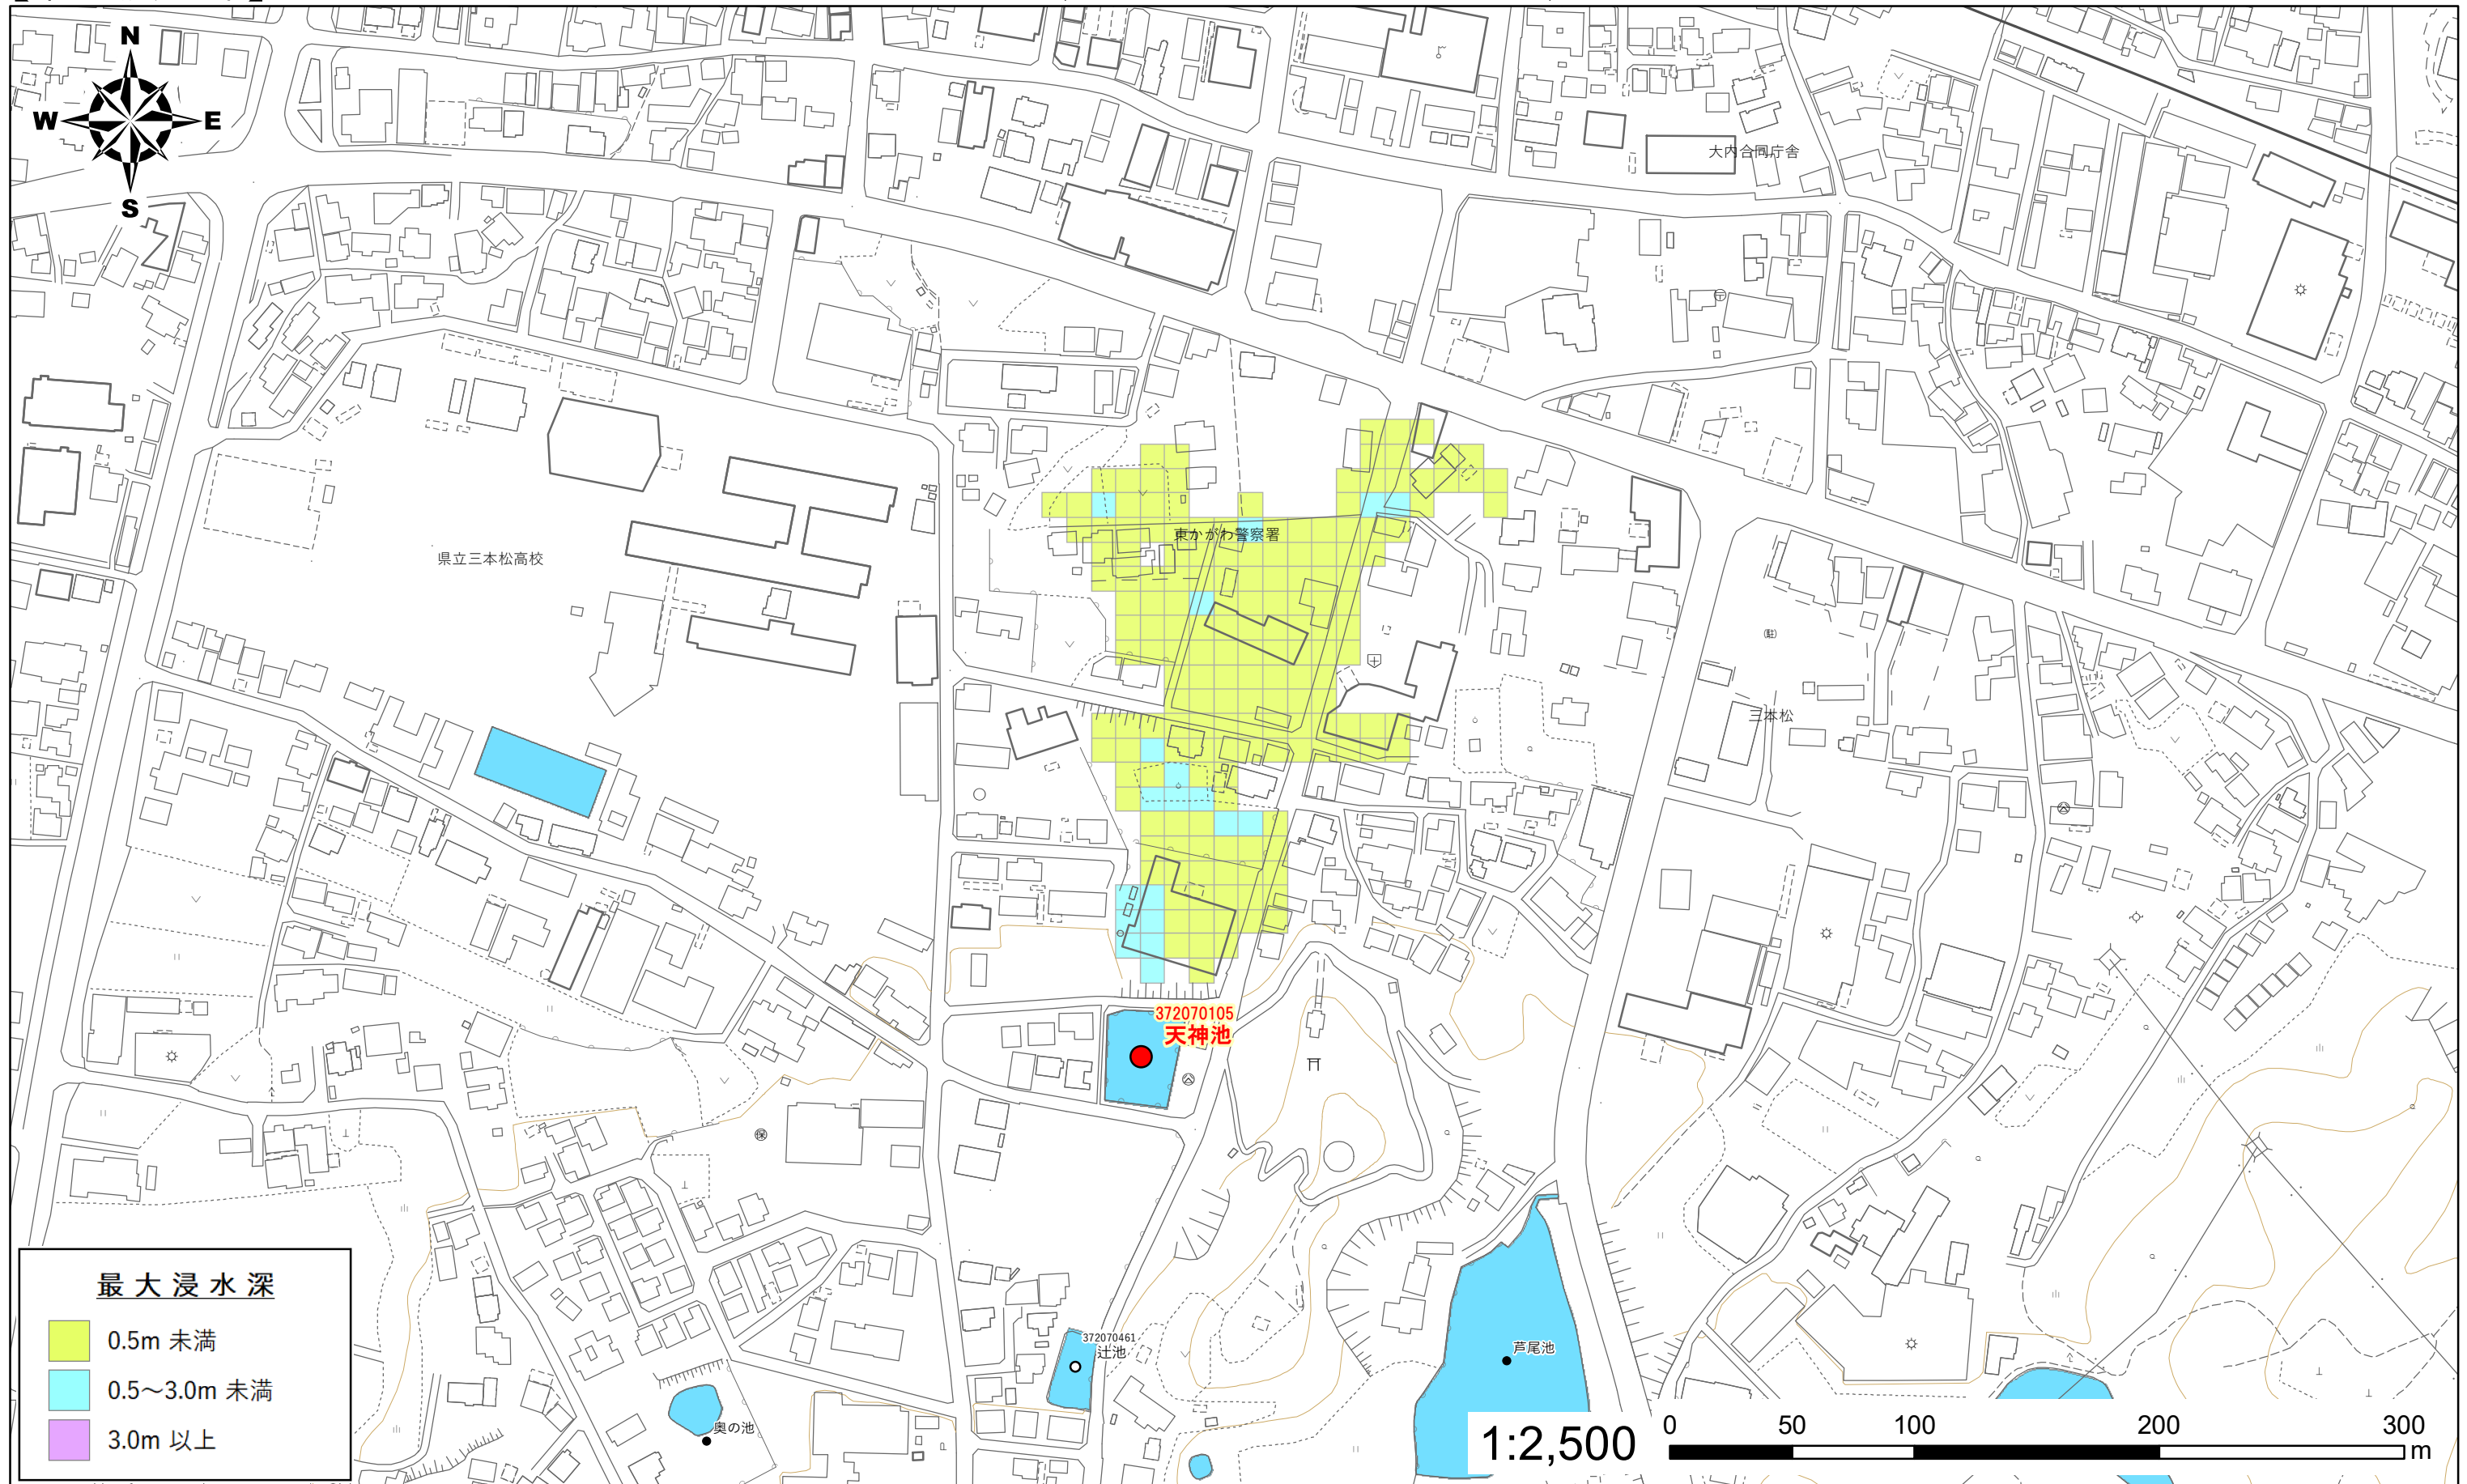 N
W E
S
大内合同庁舎
東かがわ警察署
県立三本松高校
三本松
372070105
天神池
372070461
辻池
芦尾池
奥の池
最大浸水深
0.5m 未満
0.5～3.0m 未満
3.0m 以上
1:2,500
0 50 100 200 300
m